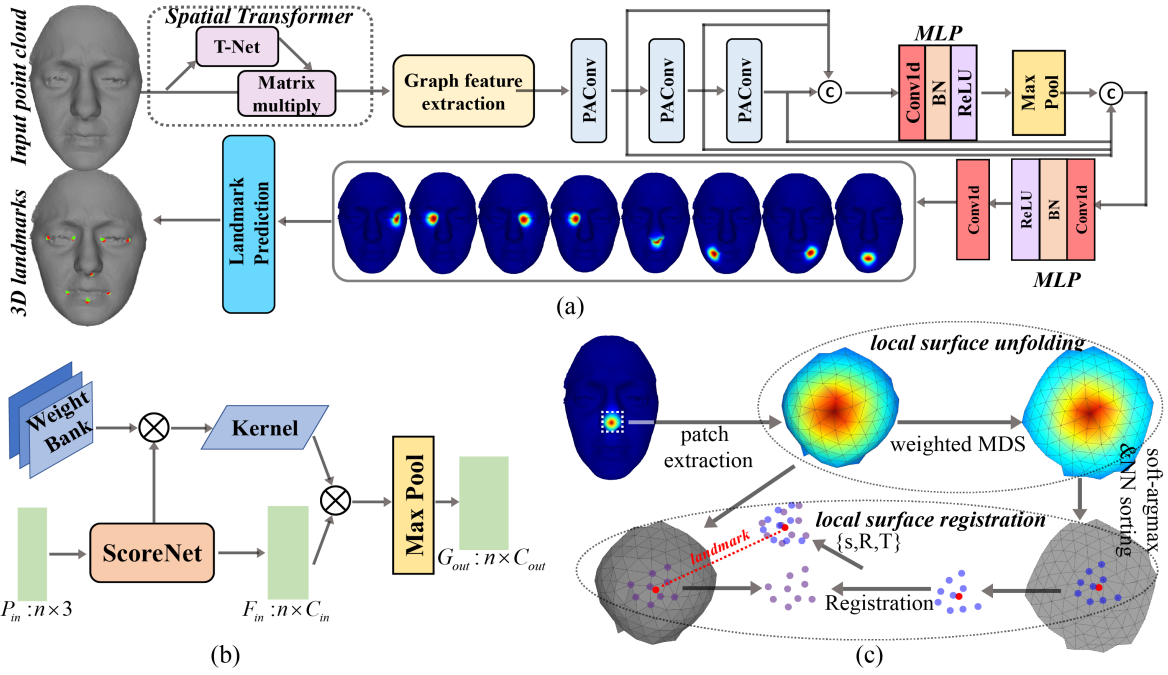 Input point cloud
Spatial Transformer
T-Net
Matrix
multiply
Graph feature
extraction
PAConv
PAConv
PAConv
C
MLP
Conv1d
BN
ReLU
Max
Pool
C
3D landmarks
Landmark
Prediction
Conv1d
ReLU
BN
Conv1d
MLP
(a)
Weight
Bank
Kernel
ScoreNet
Max Pool
P_in : n × 3
F_in : n × C_in
G_out : n × C_out
(b)
local surface unfolding
patch
extraction
weighted MDS
soft-argmax
&NN sorting
local surface registration
{s,R,T}
landmark
Registration
(c)